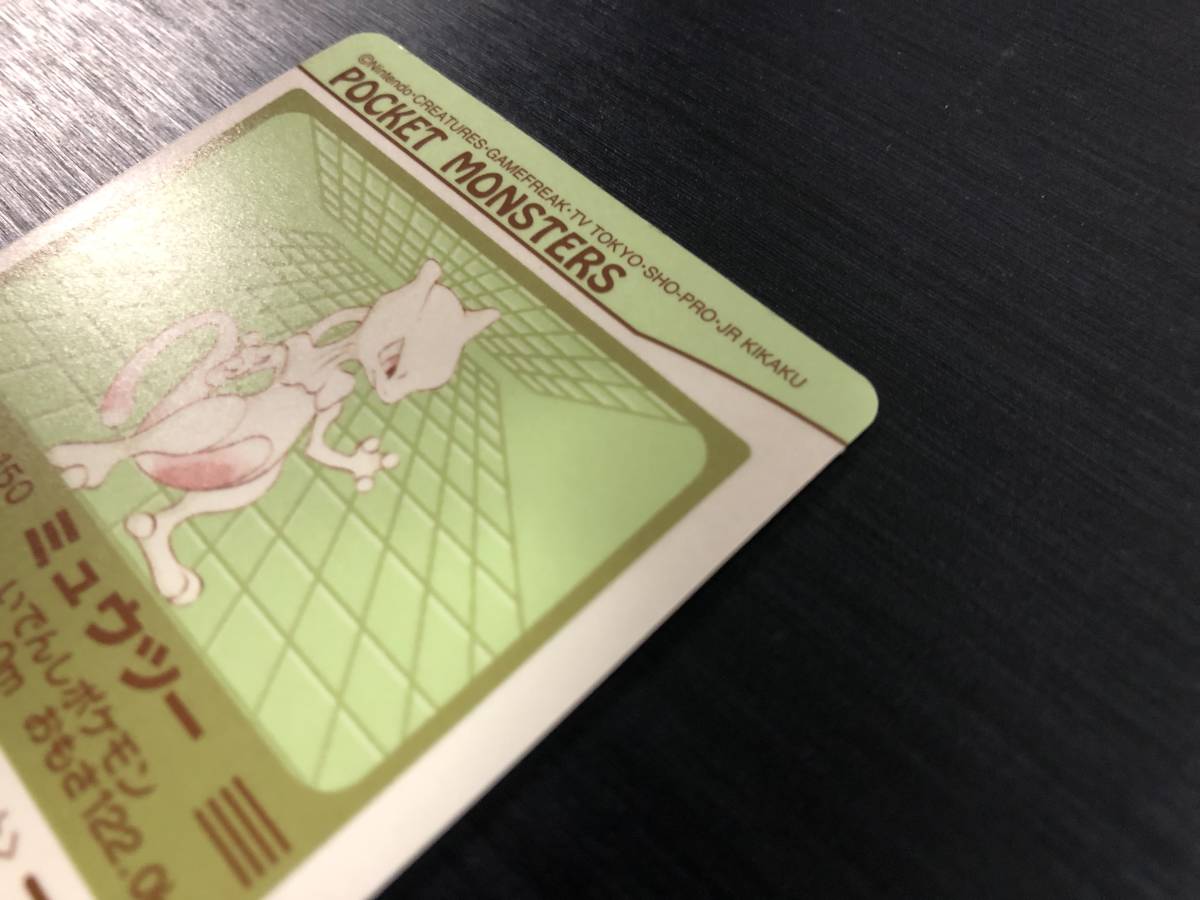 ©Nintendo·CREATURES·GAMEFREAK·TV TOKYO·SHO-PRO·JR KIKAKU
POCKET MONSTERS
150
ミュウツー
いでんしポケモン
0m おもさ122.0